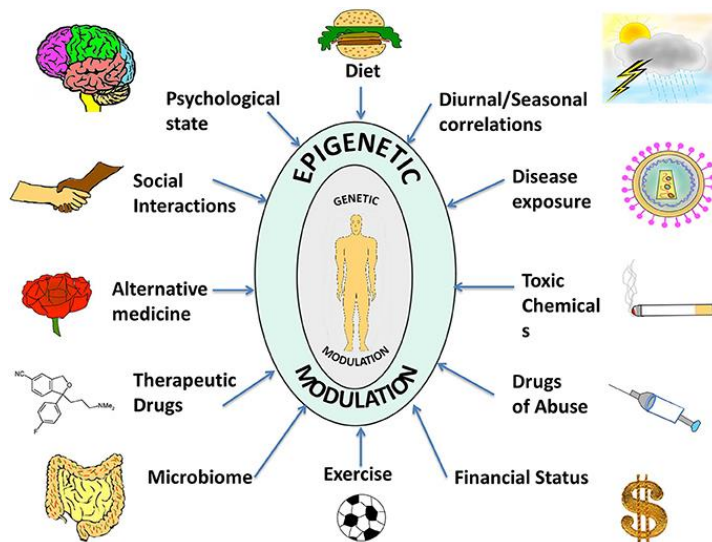 Diet
Psychological
state
Diurnal/Seasonal
correlations
EPIGENETIC
Social
Interactions
GENETIC
Disease
exposure
Alternative
medicine
Toxic
Chemical
s
MODULATION
MODULATION
NC
O
NMe₂
F
Therapeutic
Drugs
Drugs
of Abuse
Microbiome
Exercise
Financial Status
$